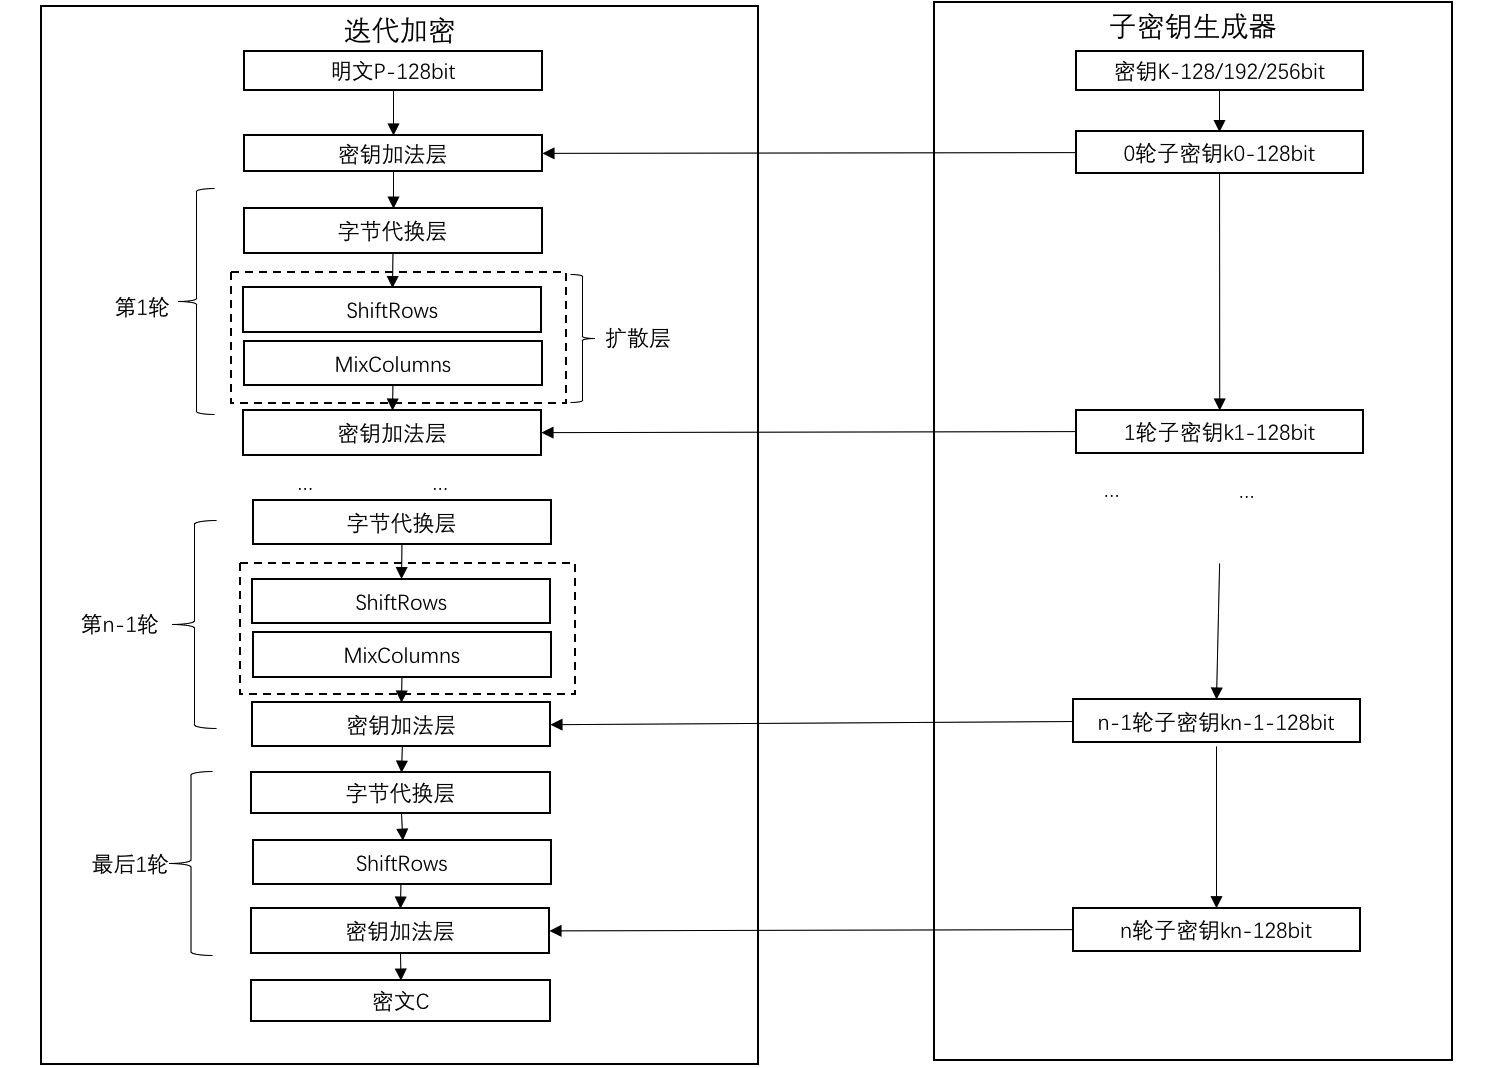 迭代加密
明文P-128bit
密钥加法层
字节代换层
第1轮
ShiftRows
MixColumns
扩散层
密钥加法层
... ...
字节代换层
第n-1轮
ShiftRows
MixColumns
密钥加法层
字节代换层
最后1轮
ShiftRows
密钥加法层
密文C
子密钥生成器
密钥K-128/192/256bit
0轮子密钥k0-128bit
1轮子密钥k1-128bit
... ...
n-1轮子密钥kn-1-128bit
n轮子密钥kn-128bit